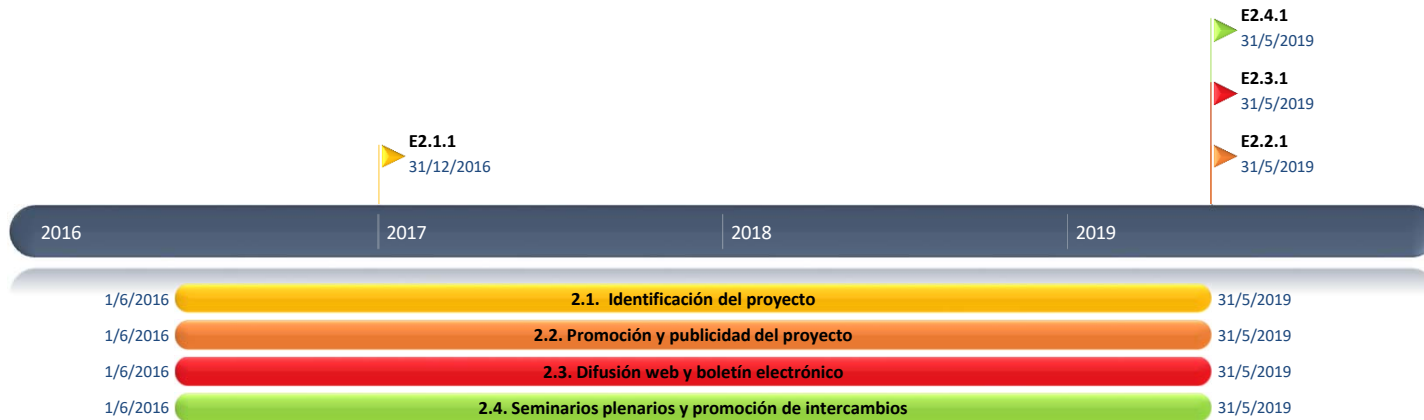 E2.4.1
31/5/2019
E2.3.1
31/5/2019
E2.1.1
31/12/2016
E2.2.1
31/5/2019
2016 2017 2018 2019
1/6/2016 2.1. Identificación del proyecto 31/5/2019
1/6/2016 2.2. Promoción y publicidad del proyecto 31/5/2019
1/6/2016 2.3. Difusión web y boletín electrónico 31/5/2019
1/6/2016 2.4. Seminarios plenarios y promoción de intercambios 31/5/2019